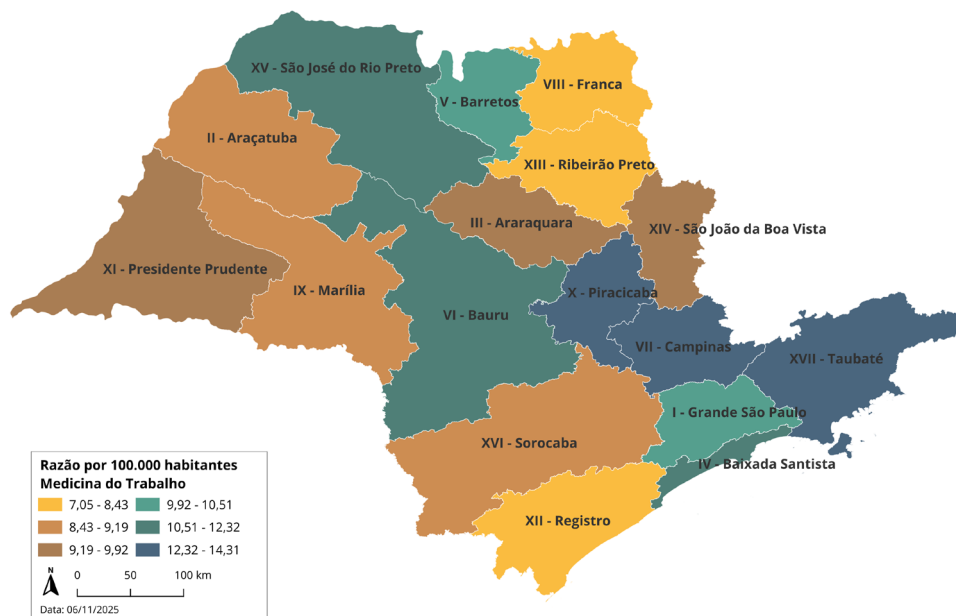 XV - São José do Rio Preto
VIII - Franca
V - Barretos
II - Araçatuba
XIII - Ribeirão Preto
III - Araraquara
XIV - São João da Boa Vista
XI - Presidente Prudente
IX - Marília
X - Piracicaba
VI - Bauru
VII - Campinas
XVII - Taubaté
I - Grande São Paulo
XVI - Sorocaba
IV - Baixada Santista
XII - Registro
Razão por 100.000 habitantes
Medicina do Trabalho
7,05 - 8,43
9,92 - 10,51
8,43 - 9,19
10,51 - 12,32
9,19 - 9,92
12,32 - 14,31
N
0 50 100 km
Data: 06/11/2025